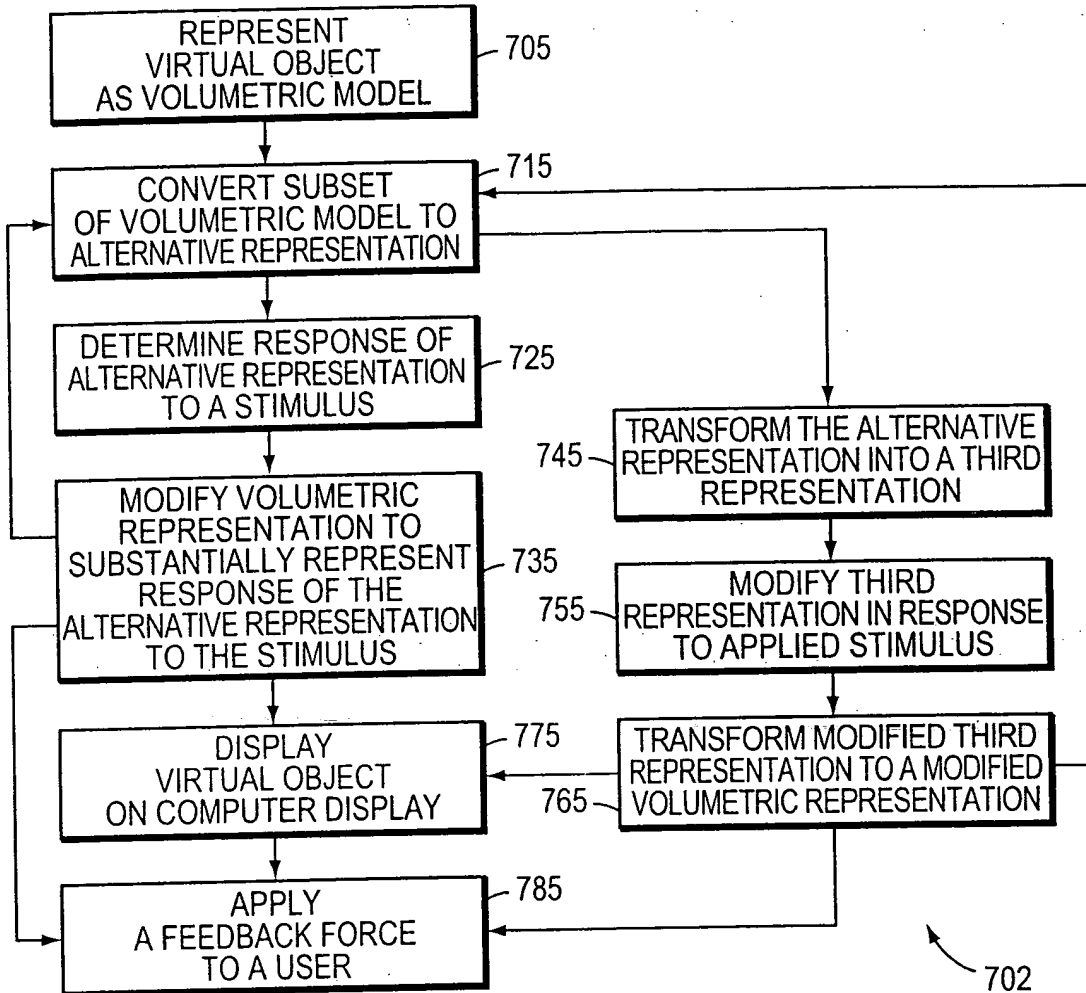 REPRESENT
VIRTUAL OBJECT
AS VOLUMETRIC MODEL
705
715
CONVERT SUBSET
OF VOLUMETRIC MODEL TO
ALTERNATIVE REPRESENTATION
DETERMINE RESPONSE OF
ALTERNATIVE REPRESENTATION
TO A STIMULUS
725
MODIFY VOLUMETRIC
REPRESENTATION TO
SUBSTANTIALLY REPRESENT
RESPONSE OF THE
ALTERNATIVE REPRESENTATION
TO THE STIMULUS
735
745
TRANSFORM THE ALTERNATIVE
REPRESENTATION INTO A THIRD
REPRESENTATION
755
MODIFY THIRD
REPRESENTATION IN RESPONSE
TO APPLIED STIMULUS
765
TRANSFORM MODIFIED THIRD
REPRESENTATION TO A MODIFIED
VOLUMETRIC REPRESENTATION
DISPLAY
VIRTUAL OBJECT
ON COMPUTER DISPLAY
775
APPLY
A FEEDBACK FORCE
TO A USER
785
702